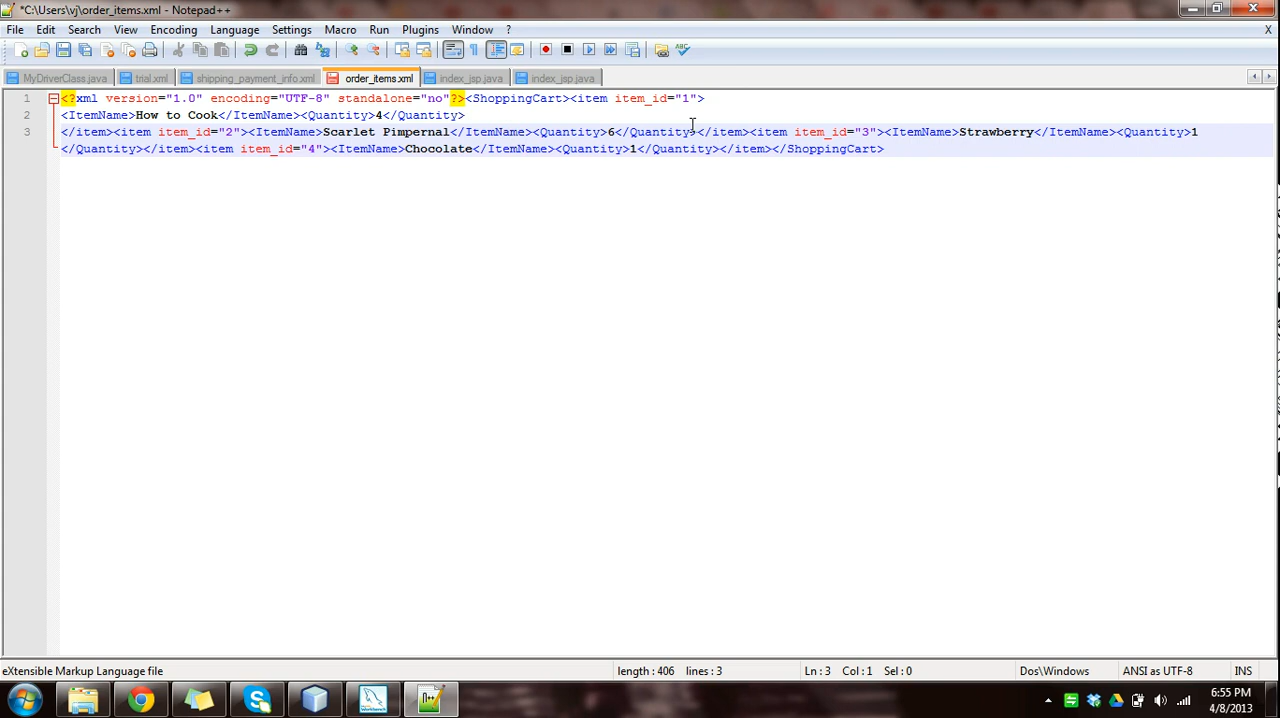 *C:\Users\vj\order_items.xml - Notepad++
File Edit Search View Encoding Language Settings Macro Run Plugins Window ? X
MyDriverClass.java trial.xml shipping_payment_info.xml order_items.xml index_jsp.java index_jsp.java
1 <?xml version="1.0" encoding="UTF-8" standalone="no"?><ShoppingCart><item item_id="1">
2 <ItemName>How to Cook</ItemName><Quantity>4</Quantity>
3 </item><item item_id="2"><ItemName>Scarlet Pimpernal</ItemName><Quantity>6</Quantity></item><item item_id="3"><ItemName>Strawberry</ItemName><Quantity>1
</Quantity></item><item item_id="4"><ItemName>Chocolate</ItemName><Quantity>1</Quantity></item></ShoppingCart>
eXtensible Markup Language file length : 406 lines : 3 Ln : 3 Col : 1 Sel : 0 Dos\Windows ANSI as UTF-8 INS
6:55 PM
4/8/2013